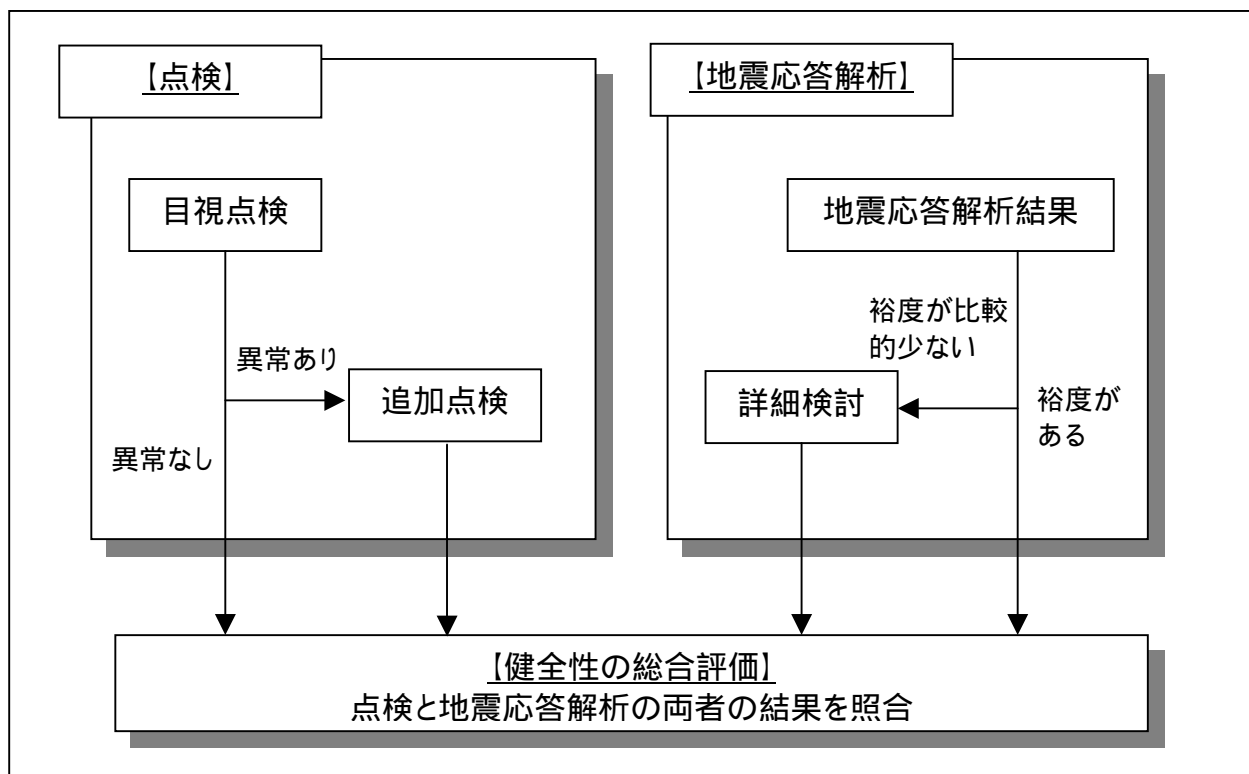 【点検】
目視点検
異常あり
追加点検
異常なし
【地震応答解析】
地震応答解析結果
裕度が比較
的少ない
詳細検討
裕度が
ある
【健全性の総合評価】
点検と地震応答解析の両者の結果を照合